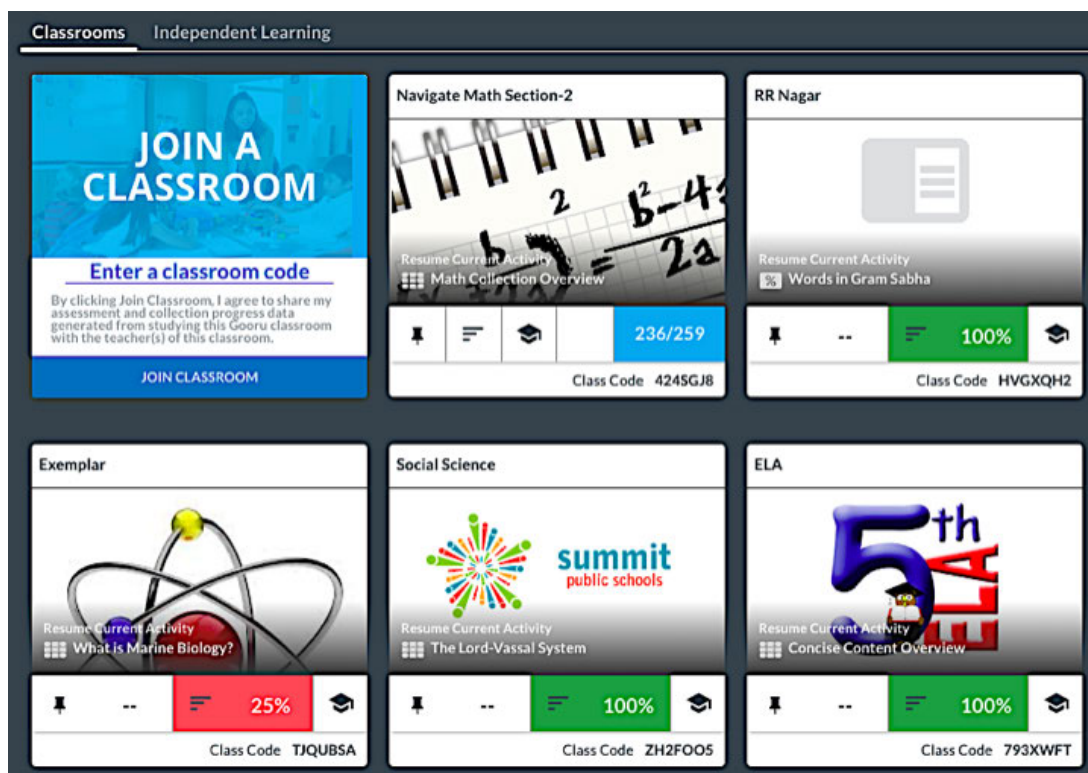 Classrooms Independent Learning
JOIN A
CLASSROOM
Enter a classroom code
By clicking Join Classroom, I agree to share my
assessment and collection progress data
generated from studying this Gooru classroom
with the teacher(s) of this classroom.
JOIN CLASSROOM
Navigate Math Section-2
2
b²-4
b
=
2a
Resume Current Activity
Math Collection Overview
236/259
Class Code 424SGJ8
RR Nagar
Resume Current Activity
% Words in Gram Sabha
-- 100%
Class Code HVGXQH2
Exemplar
Resume Current Activity
What is Marine Biology?
-- 25%
Class Code TJQUBSA
Social Science
summit
public schools
Resume Current Activity
The Lord-Vassal System
-- 100%
Class Code ZH2FOO5
ELA
5th
ELA
Resume Current Activity
Concise Content Overview
-- 100%
Class Code 793XWFT